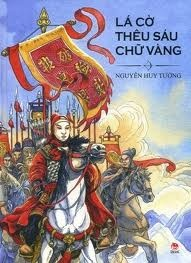 LÁ CỜ
THÊU SÁU
CHỮ VÀNG
NGUYỄN HUY TƯỞNG